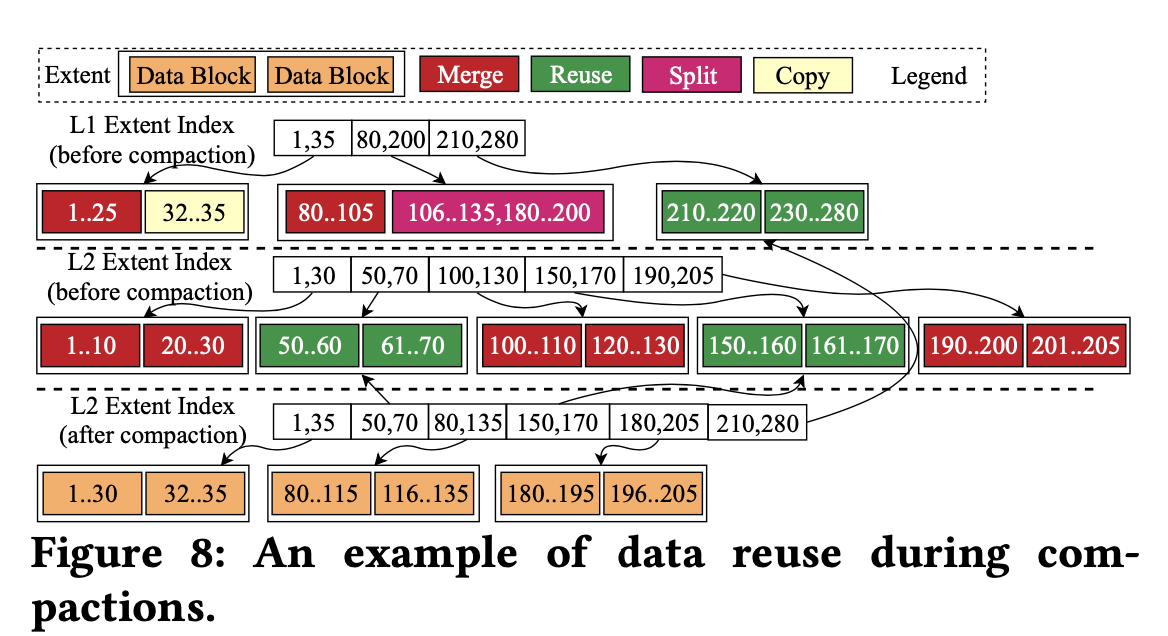 Extent Data Block Data Block Merge Reuse Split Copy Legend
L1 Extent Index
(before compaction)
1,35 80,200 210,280
1..25 32..35 80..105 106..135,180..200 210..220 230..280
L2 Extent Index
(before compaction)
1,30 50,70 100,130 150,170 190,205
1..10 20..30 50..60 61..70 100..110 120..130 150..160 161..170 190..200 201..205
L2 Extent Index
(after compaction)
1,35 50,70 80,135 150,170 180,205 210,280
1..30 32..35 80..115 116..135 180..195 196..205
Figure 8: An example of data reuse during com-
pactions.